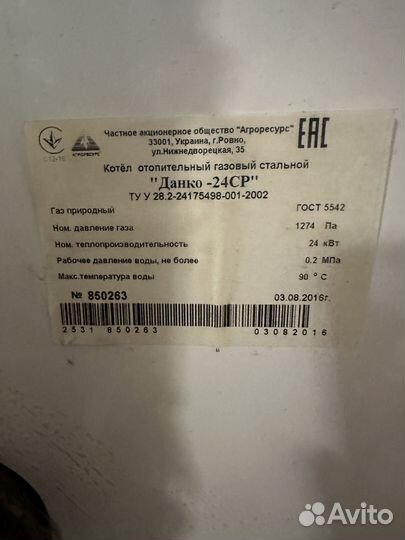 Частное акционерное общество "Агроресурс"
33001, Украина, г.Ровно,
ул.Нижнедворецкая, 35
EAC
АГРОРЕСУРС
Котёл отопительный газовый стальной
"Данко -24СР"
ТУ У 28.2-24175498-001-2002
Газ природный ГОСТ 5542
Ном. давление газа 1274 Па
Ном. теплопроизводительность 24 кВт
Рабочее давление воды, не более 0.2 МПа
Макс.температура воды 90 °С
№ 850263 03.08.2016г.
2531 850263 03082016
Avito